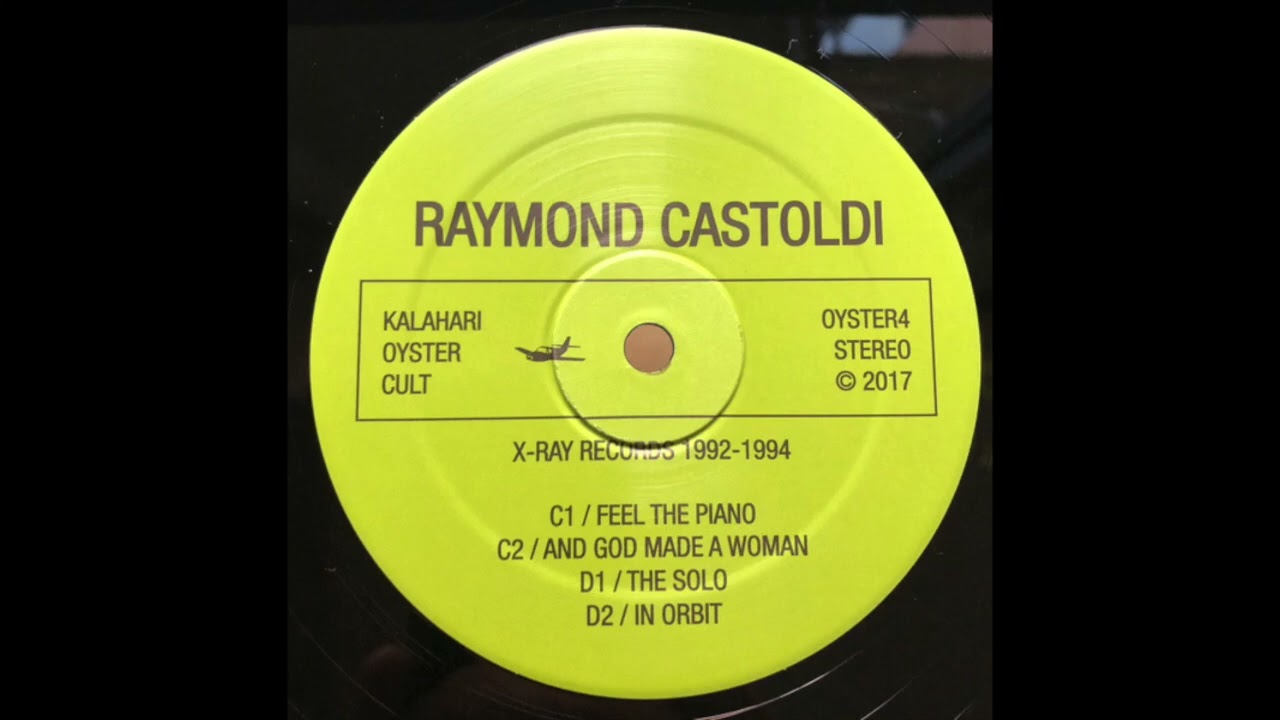 RAYMOND CASTOLDI
KALAHARI
OYSTER
CULT
OYSTER4
STEREO
© 2017
X-RAY RECORDS 1992-1994
C1 / FEEL THE PIANO
C2 / AND GOD MADE A WOMAN
D1 / THE SOLO
D2 / IN ORBIT